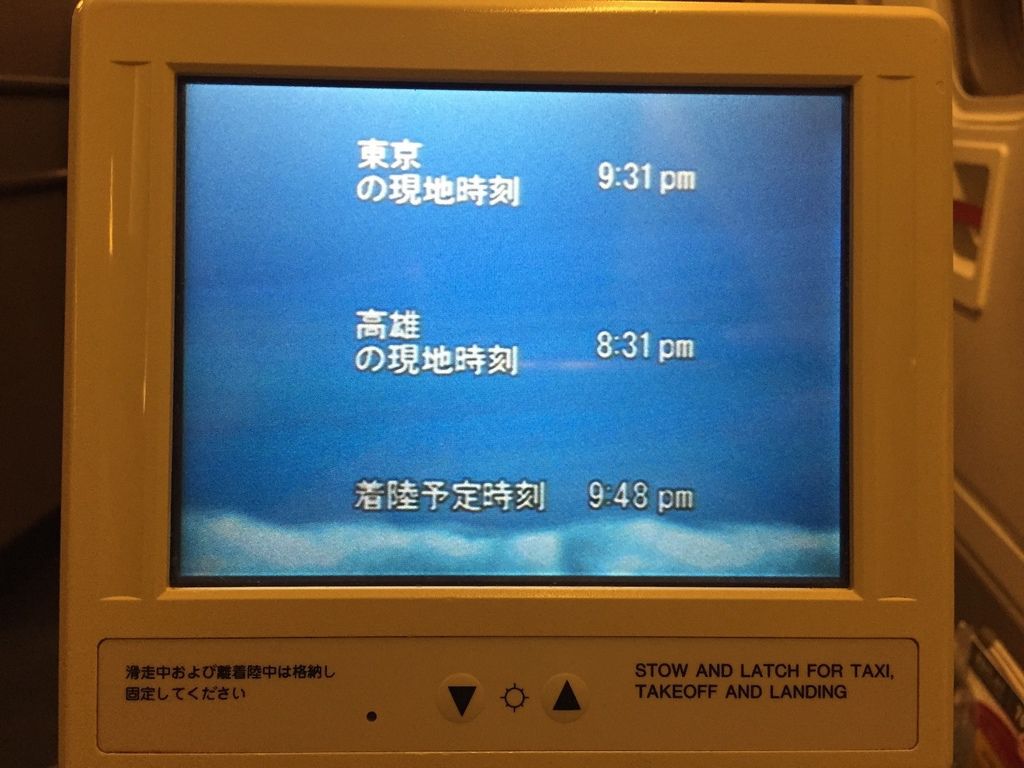 東京
の現地時刻 9:31 pm
高雄
の現地時刻 8:31 pm
着陸予定時刻 9:48 pm
滑走中および離着陸中は格納し
固定してください
STOW AND LATCH FOR TAXI,
TAKEOFF AND LANDING